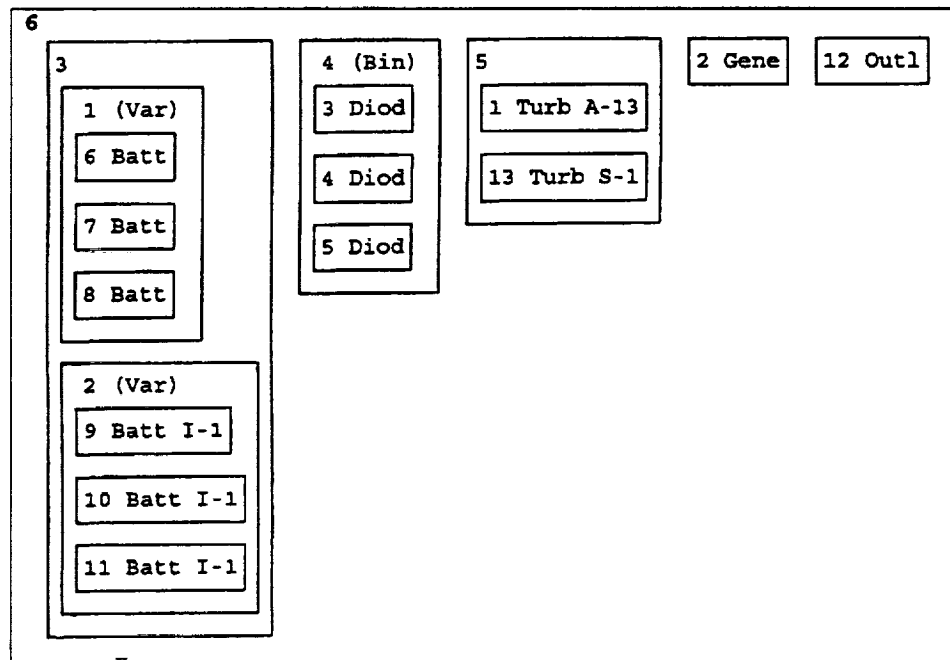 6
3
1 (Var)
6 Batt
7 Batt
8 Batt
2 (Var)
9 Batt I-1
10 Batt I-1
11 Batt I-1
4 (Bin)
3 Diod
4 Diod
5 Diod
5
1 Turb A-13
13 Turb S-1
2 Gene
12 Outl